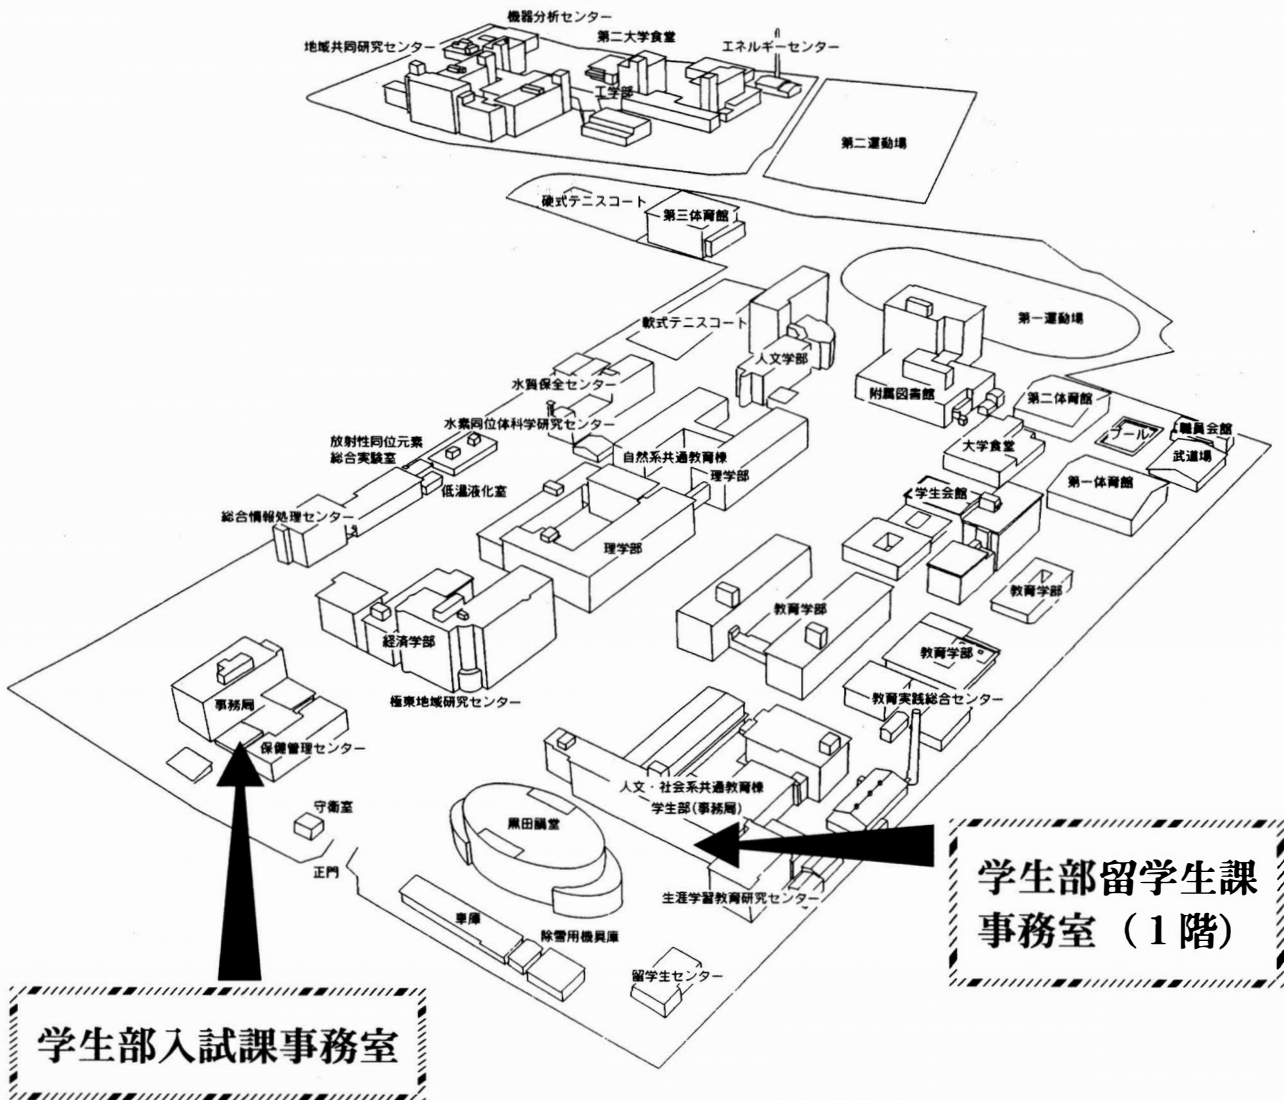 機器分析センター
地域共同研究センター
第二大学食堂
エネルギーセンター
工学部
第二運動場
硬式テニスコート
第三体育館
軟式テニスコート
第一運動場
人文学部
水質保全センター
附属図書館
第二体育館
水素同位体科学研究センター
プール
職員会館
放射性同位元素
総合実験室
自然系共通教育棟
大学食堂
武道場
理学部
低温液化室
第一体育館
学生会館
総合情報処理センター
理学部
教育学部
教育学部
経済学部
教育学部
事務局
極東地域研究センター
教育実践総合センター
保健管理センター
人文・社会系共通教育棟
学生部(事務局)
守衛室
黒田講堂
正門
生涯学習教育研究センター
車庫
除雪用機具庫
留学生センター
学生部留学生課
事務室(1階)
学生部入試課事務室